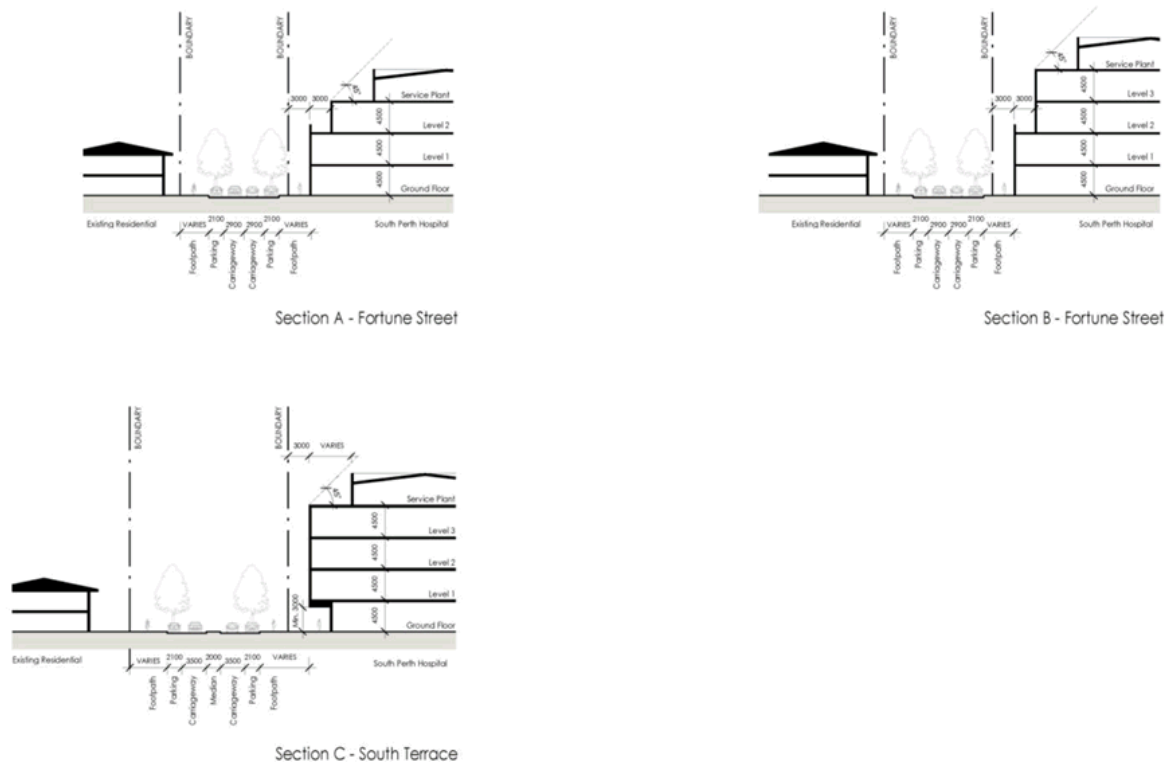 BOUNDARY
BOUNDARY
45°
3000 3000
Service Plant
4500
Level 2
4500
Level 1
4500
Ground Floor
Existing Residential
South Perth Hospital
VARIES 2100 2900 2900 2100 VARIES
Footpath
Parking
Carriageway
Carriageway
Parking
Footpath
Section A - Fortune Street
BOUNDARY
BOUNDARY
45°
3000 3000
Service Plant
4500
Level 3
4500
Level 2
4500
Level 1
4500
Ground Floor
Existing Residential
South Perth Hospital
VARIES 2100 2900 2900 2100 VARIES
Footpath
Parking
Carriageway
Carriageway
Parking
Footpath
Section B - Fortune Street
BOUNDARY
BOUNDARY
3000 VARIES
45°
Service Plant
4500
Level 3
4500
Level 2
4500
Level 1
Min. 3000
4500
Ground Floor
Existing Residential
South Perth Hospital
VARIES 2100 3500 2000 3500 2100 VARIES
Footpath
Parking
Carriageway
Median
Carriageway
Parking
Footpath
Section C - South Terrace